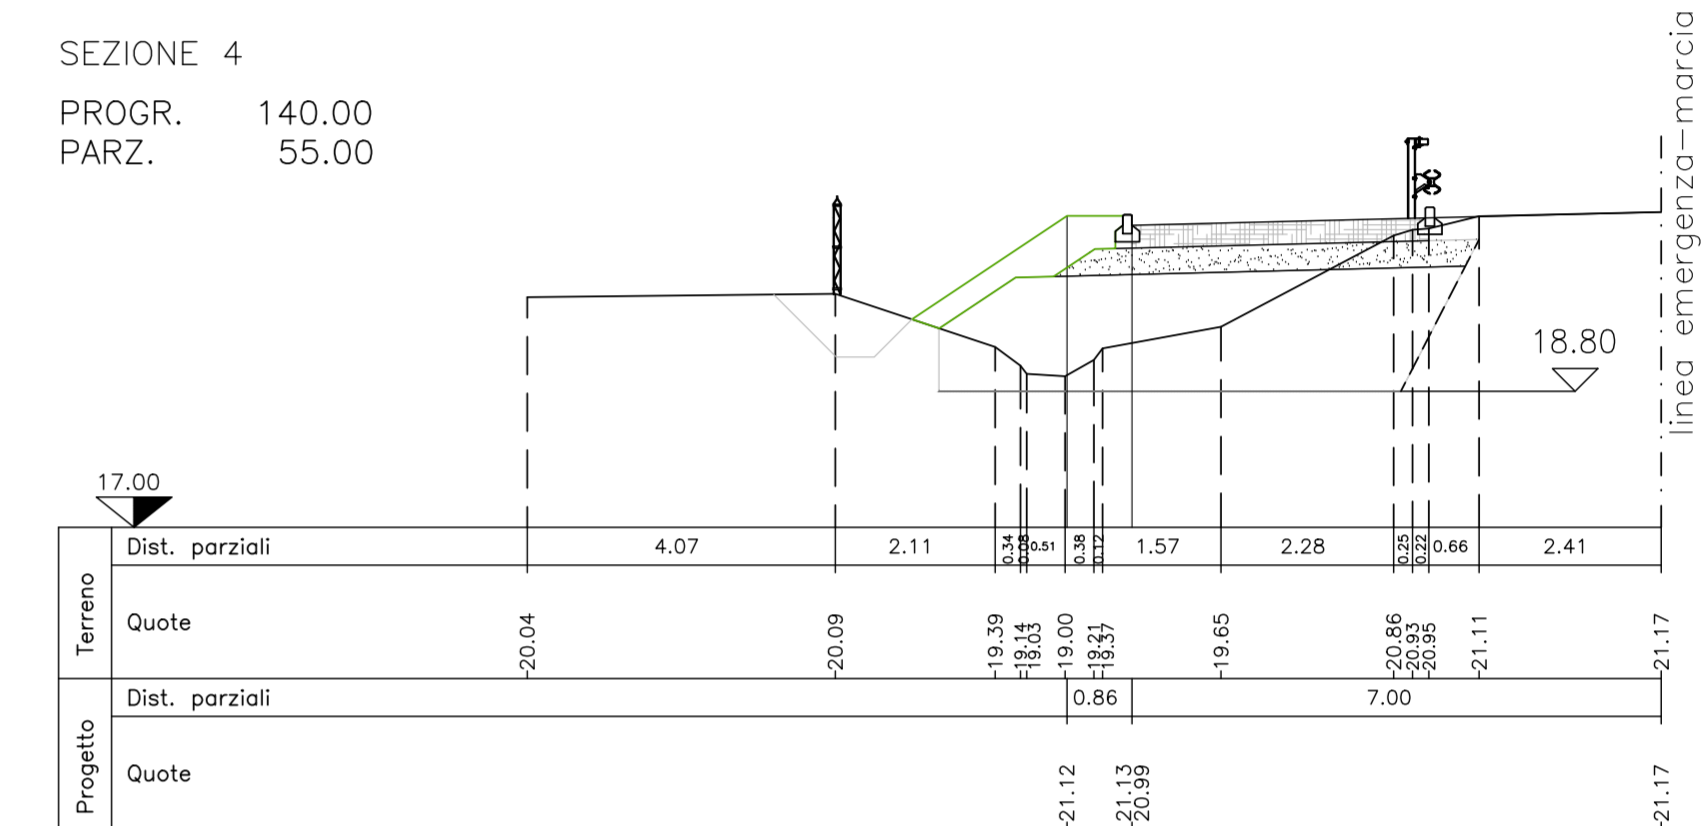 SEZIONE 4
PROGR. 140.00
PARZ. 55.00
linea emergenza-marcia
18.80
17.00
Terreno
Dist. parziali 4.07 2.11 0.34 0.08 0.51 0.38 0.12 1.57 2.28 0.25 0.22 0.66 2.41
Quote 20.04 20.09 19.39 19.14 19.03 19.00 19.21 19.37 19.65 20.86 20.93 20.95 21.11 21.17
Progetto
Dist. parziali 0.86 7.00
Quote 21.12 21.13 20.99 21.17